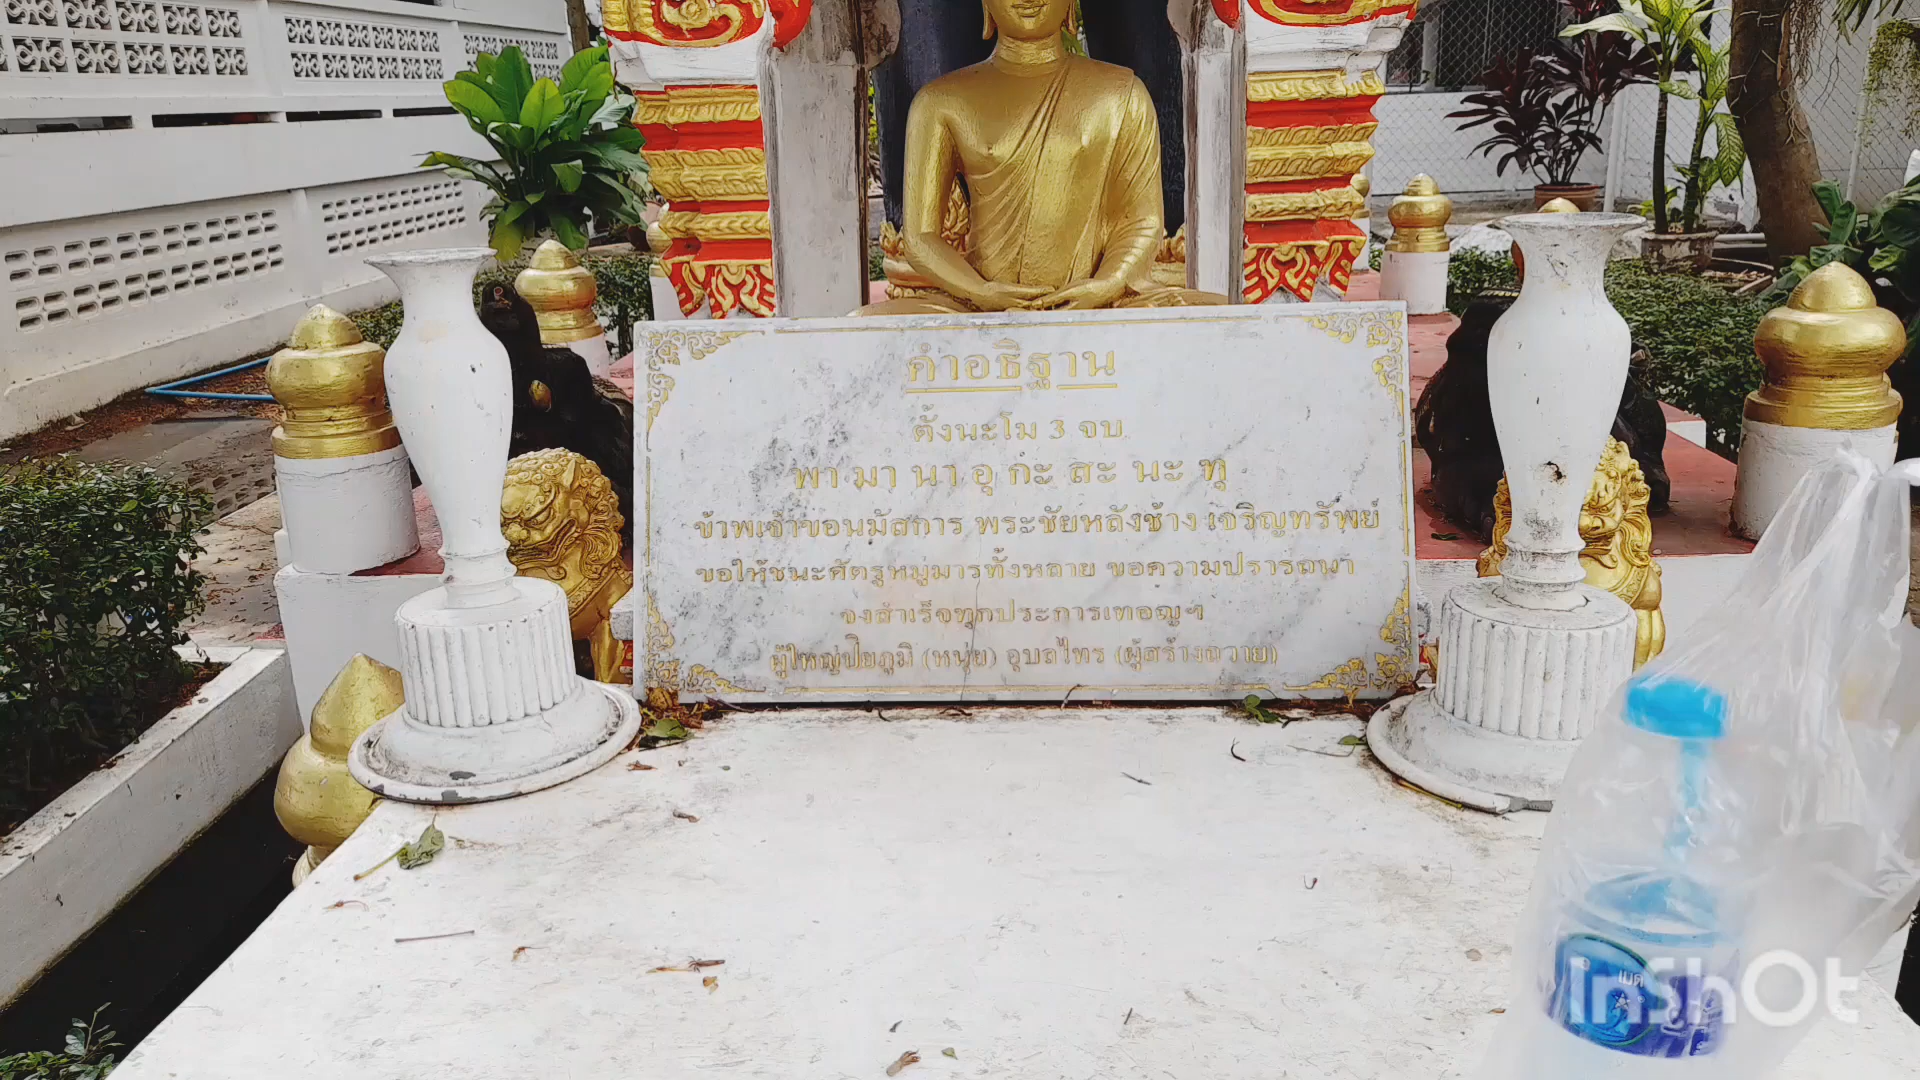 คำอธิฐาน
ตั้งนะโม 3 จบ
พา มา นา อุ กะ สะ นะ ทุ
ข้าพเจ้าขอนมัสการ พระชัยหลังช้าง เจริญทรัพย์
ขอให้ชนะศัตรูหมู่มารทั้งหลาย ขอความปรารถนา
จงสำเร็จทุกประการเทอญฯ
ผู้ใหญ่ปิยภูมิ (หนุ่ย) อุบลไทร (ผู้สร้างถวาย)
InShOt